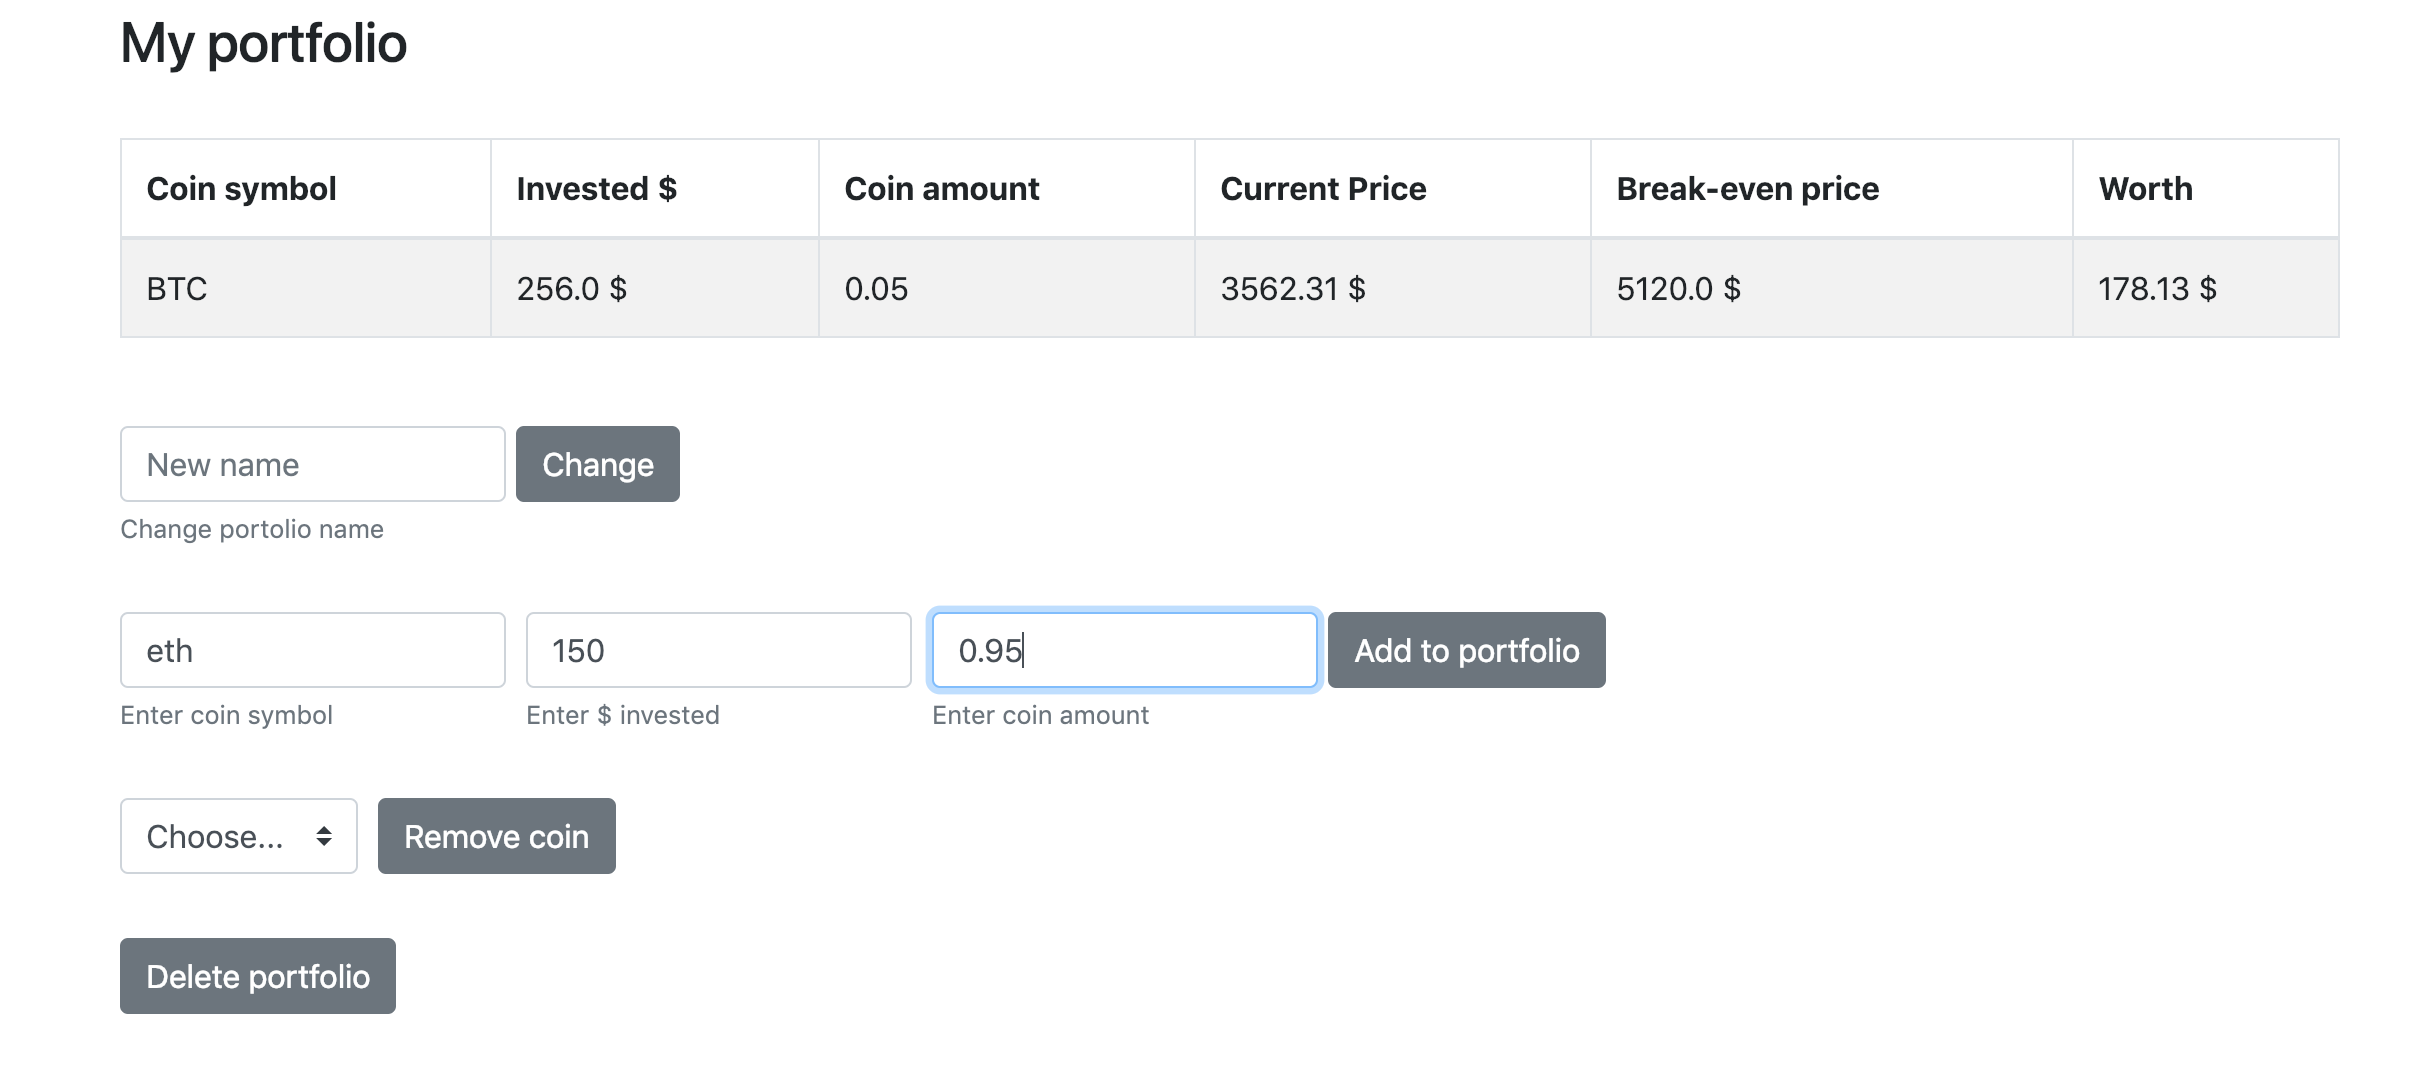 My portfolio
Coin symbol Invested $ Coin amount Current Price Break-even price Worth
BTC 256.0 $ 0.05 3562.31 $ 5120.0 $ 178.13 $
New name Change
Change portolio name
eth 150 0.95 Add to portfolio
Enter coin symbol Enter $ invested Enter coin amount
Choose... Remove coin
Delete portfolio